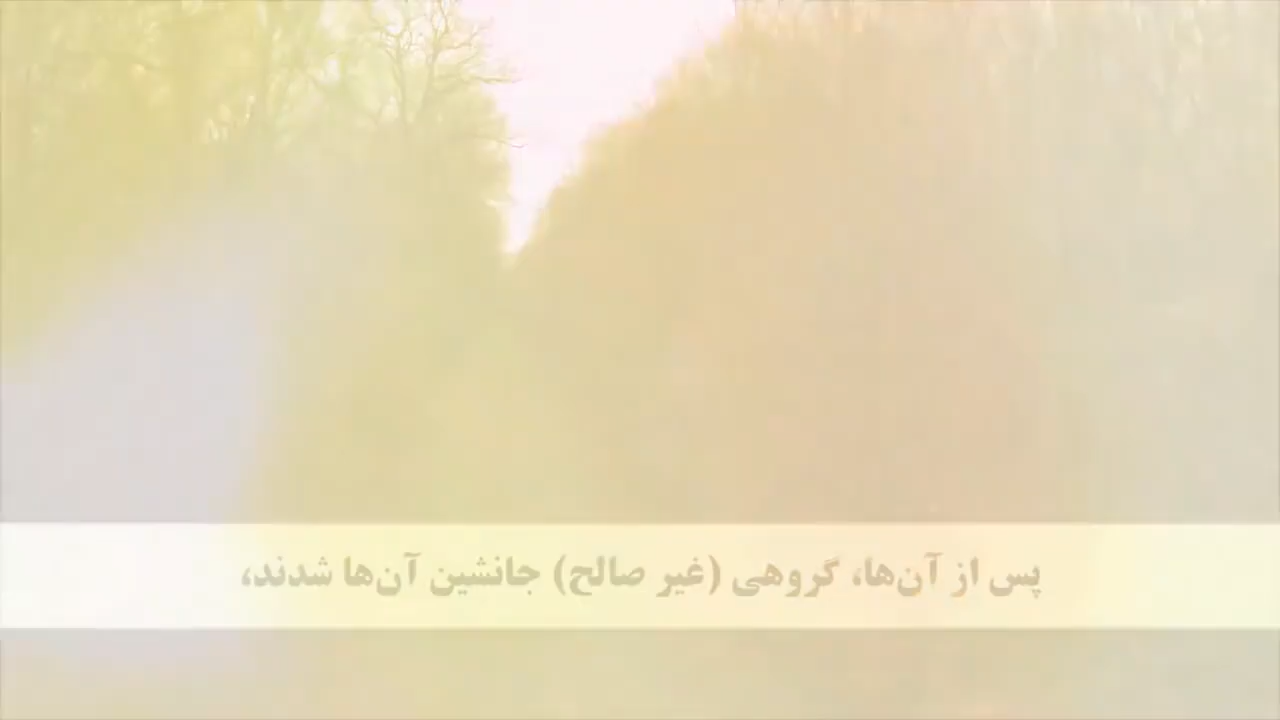 پس از آن‌ها، گروهی (غیر صالح) جانشین آن‌ها شدند،